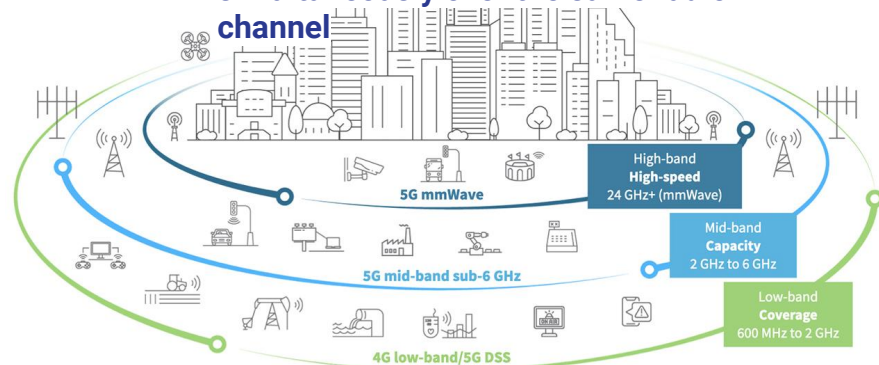 channel
5G mmWave
High-band
High-speed
24 GHz+ (mmWave)
Mid-band
Capacity
2 GHz to 6 GHz
5G mid-band sub-6 GHz
Low-band
Coverage
600 MHz to 2 GHz
4G low-band/5G DSS